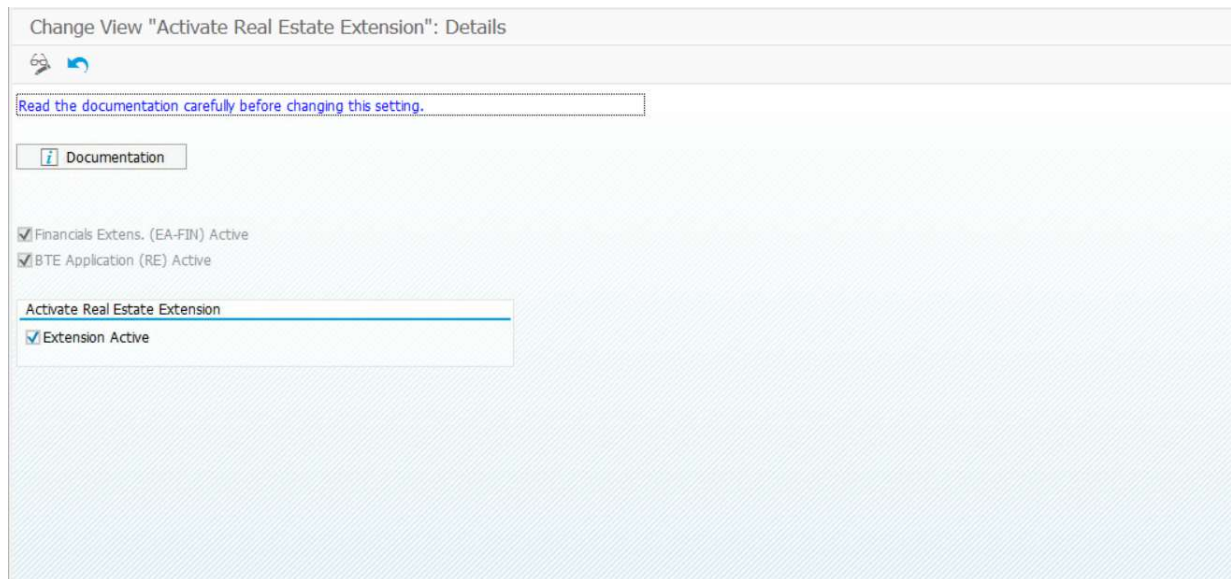 Change View "Activate Real Estate Extension": Details
Read the documentation carefully before changing this setting.
Documentation
Financials Extens. (EA-FIN) Active
BTE Application (RE) Active
Activate Real Estate Extension
Extension Active